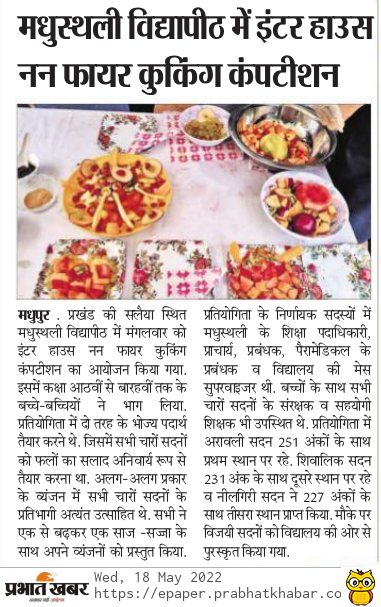 मधुस्थली विद्यापीठ में इंटर हाउस
नन फायर कुकिंग कंपटीशन
मधुपुर . प्रखंड की सलैया स्थित
मधुस्थली विद्यापीठ में मंगलवार को
इंटर हाउस नन फायर कुकिंग
कंपटीशन का आयोजन किया गया.
इसमें कक्षा आठवीं से बारहवीं तक के
बच्चे-बच्चियों ने भाग लिया.
प्रतियोगिता में दो तरह के भोज्य पदार्थ
तैयार करने थे. जिसमें सभी चारों सदनों
को फलों का सलाद अनिवार्य रूप से
तैयार करना था. अलग-अलग प्रकार
के व्यंजन में सभी चारों सदनों के
प्रतिभागी अत्यंत उत्साहित थे. सभी ने
एक से बढ़कर एक साज -सज्जा के
साथ अपने व्यंजनों को प्रस्तुत किया.
प्रतियोगिता के निर्णायक सदस्यों में
मधुस्थली के शिक्षा पदाधिकारी,
प्राचार्य, प्रबंधक, पैरामेडिकल के
प्रबंधक व विद्यालय की मेस
सुपरवाइजर थी. बच्चों के साथ सभी
चारों सदनों के संरक्षक व सहयोगी
शिक्षक भी उपस्थित थे. प्रतियोगिता में
अरावली सदन 251 अंकों के साथ
प्रथम स्थान पर रहे. शिवालिक सदन
231 अंक के साथ दूसरे स्थान पर रहे
व नीलगिरी सदन ने 227 अंकों के
साथ तीसरा स्थान प्राप्त किया. मौके पर
विजयी सदनों को विद्यालय की ओर से
पुरस्कृत किया गया.
प्रभात खबर
Wed, 18 May 2022
https://epaper.prabhatkhabar.co